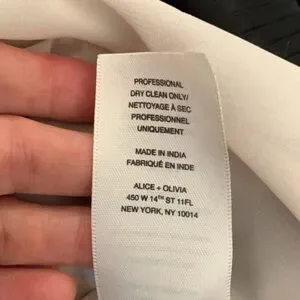 PROFESSIONAL
DRY CLEAN ONLY/
NETTOYAGE À SEC
PROFESSIONNEL
UNIQUEMENT
MADE IN INDIA
FABRIQUÉ EN INDE
ALICE + OLIVIA
450 W 14TH ST 11FL
NEW YORK, NY 10014